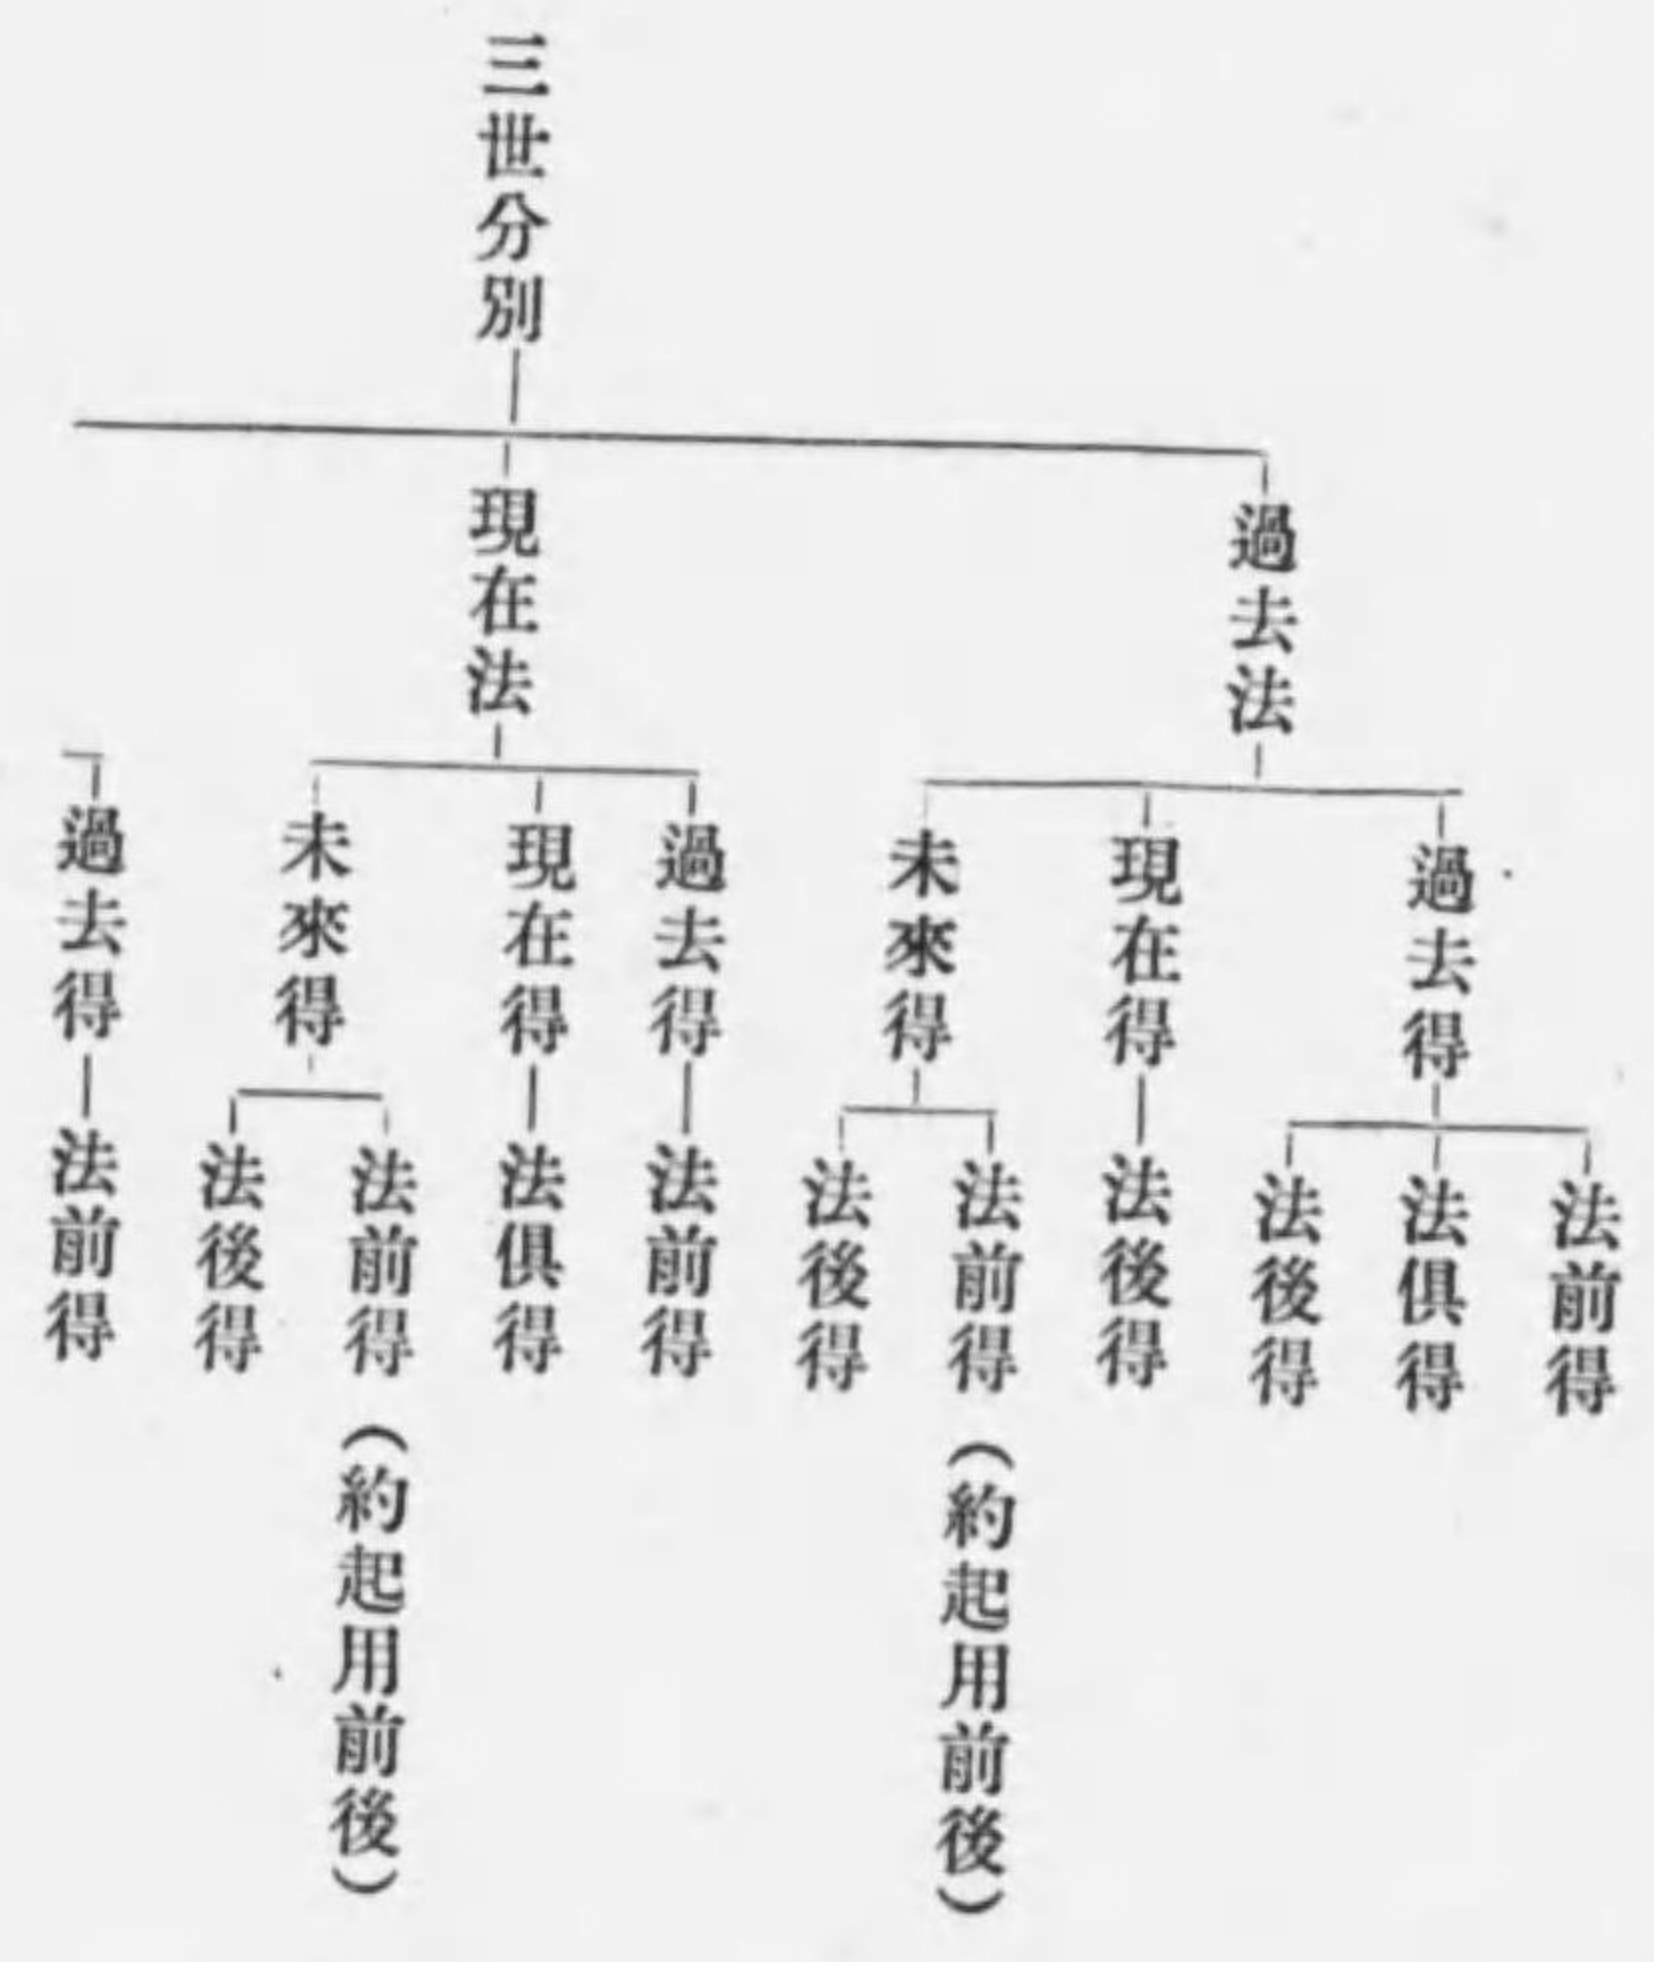 三世分別
過去法
過去得
法前得
法俱得
法後得
現在得
法後得
未來得
法前得（約起用前後）
法後得
現在法
過去得
法前得
現在得
法俱得
未來得
法前得（約起用前後）
法後得
過去得
法前得